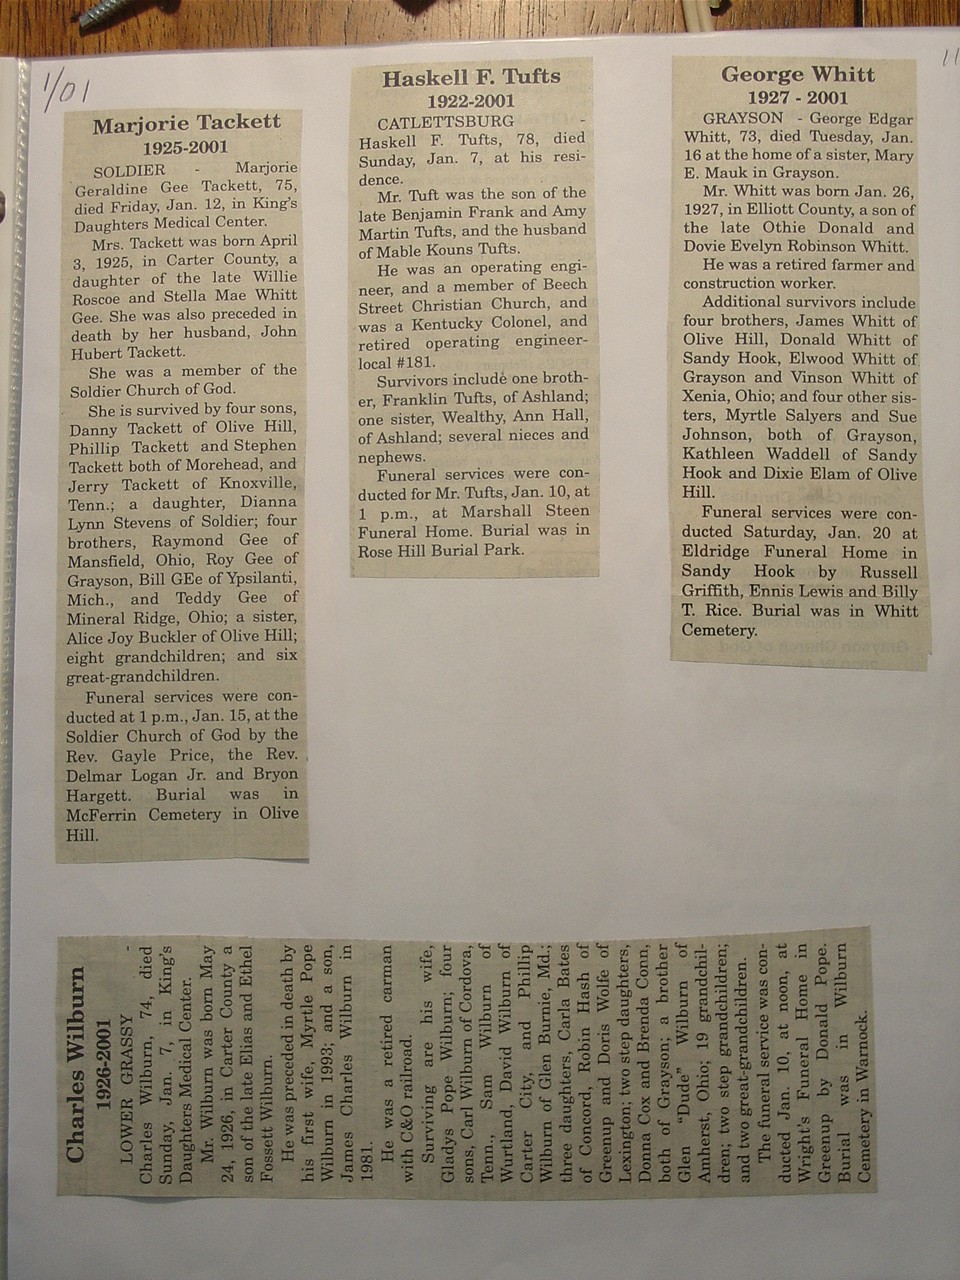 1/01
11
Marjorie Tackett
1925-2001
SOLDIER - Marjorie
Geraldine Gee Tackett, 75,
died Friday, Jan. 12, in King's
Daughters Medical Center.
Mrs. Tackett was born April
3, 1925, in Carter County, a
daughter of the late Willie
Roscoe and Stella Mae Whitt
Gee. She was also preceded in
death by her husband, John
Hubert Tackett.
She was a member of the
Soldier Church of God.
She is survived by four sons,
Danny Tackett of Olive Hill,
Phillip Tackett and Stephen
Tackett both of Morehead, and
Jerry Tackett of Knoxville,
Tenn.; a daughter, Dianna
Lynn Stevens of Soldier; four
brothers, Raymond Gee of
Mansfield, Ohio, Roy Gee of
Grayson, Bill GEe of Ypsilanti,
Mich., and Teddy Gee of
Mineral Ridge, Ohio; a sister,
Alice Joy Buckler of Olive Hill;
eight grandchildren; and six
great-grandchildren.
Funeral services were con-
ducted at 1 p.m., Jan. 15, at the
Soldier Church of God by the
Rev. Gayle Price, the Rev.
Delmar Logan Jr. and Bryon
Hargett. Burial was in
McFerrin Cemetery in Olive
Hill.
Haskell F. Tufts
1922-2001
CATLETTSBURG -
Haskell F. Tufts, 78, died
Sunday, Jan. 7, at his resi-
dence.
Mr. Tuft was the son of the
late Benjamin Frank and Amy
Martin Tufts, and the husband
of Mable Kouns Tufts.
He was an operating engi-
neer, and a member of Beech
Street Christian Church, and
was a Kentucky Colonel, and
retired operating engineer-
local #181.
Survivors include one broth-
er, Franklin Tufts, of Ashland;
one sister, Wealthy, Ann Hall,
of Ashland; several nieces and
nephews.
Funeral services were con-
ducted for Mr. Tufts, Jan. 10, at
1 p.m., at Marshall Steen
Funeral Home. Burial was in
Rose Hill Burial Park.
George Whitt
1927 - 2001
GRAYSON - George Edgar
Whitt, 73, died Tuesday, Jan.
16 at the home of a sister, Mary
E. Mauk in Grayson.
Mr. Whitt was born Jan. 26,
1927, in Elliott County, a son of
the late Othie Donald and
Dovie Evelyn Robinson Whitt.
He was a retired farmer and
construction worker.
Additional survivors include
four brothers, James Whitt of
Olive Hill, Donald Whitt of
Sandy Hook, Elwood Whitt of
Grayson and Vinson Whitt of
Xenia, Ohio; and four other sis-
ters, Myrtle Salyers and Sue
Johnson, both of Grayson,
Kathleen Waddell of Sandy
Hook and Dixie Elam of Olive
Hill.
Funeral services were con-
ducted Saturday, Jan. 20 at
Eldridge Funeral Home in
Sandy Hook by Russell
Griffith, Ennis Lewis and Billy
T. Rice. Burial was in Whitt
Cemetery.
Charles Wilburn
1926-2001
LOWER GRASSY -
Charles Wilburn, 74, died
Sunday, Jan. 7, in King's
Daughters Medical Center.
Mr. Wilburn was born May
24, 1926, in Carter County a
son of the late Elias and Ethel
Fossett Wilburn.
He was preceded in death by
his first wife, Myrtle Pope
Wilburn in 1993; and a son,
James Charles Wilburn in
1981.
He was a retired carman
with C&O railroad.
Surviving are his wife,
Gladys Pope Wilburn; four
sons, Carl Wilburn of Cordova,
Tenn., Sam Wilburn of
Wurtland, David Wilburn of
Carter City, and Phillip
Wilburn of Glen Burnie, Md.;
three daughters, Carla Bates
of Concord, Robin Hash of
Greenup and Doris Wolfe of
Lexington; two step daughters,
Donna Cox and Brenda Conn,
both of Grayson; a brother
Glen "Dude" Wilburn of
Amherst, Ohio; 19 grandchil-
dren; two step grandchildren;
and two great-grandchildren.
The funeral service was con-
ducted Jan. 10, at noon, at
Wright's Funeral Home in
Greenup by Donald Pope.
Burial was in Wilburn
Cemetery in Warnock.